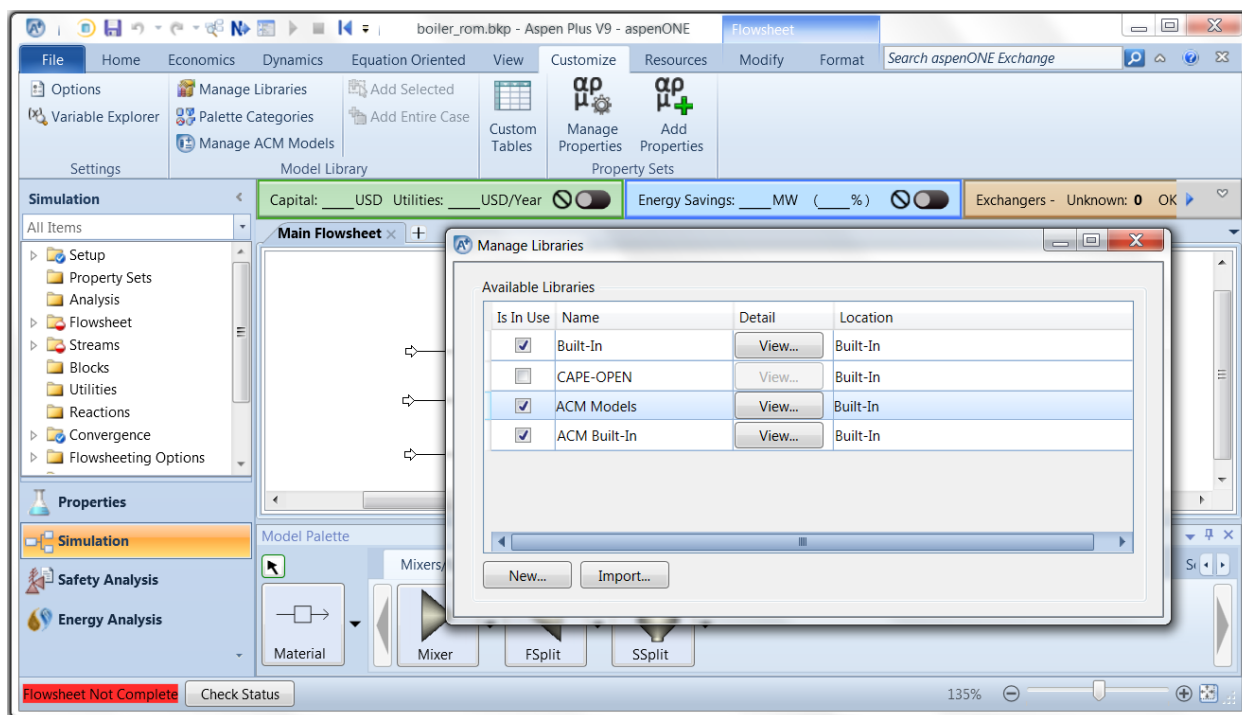 boiler_rom.bkp - Aspen Plus V9 - aspenONE
Flowsheet
File Home Economics Dynamics Equation Oriented View Customize Resources Modify Format Search aspenONE Exchange
Options
Variable Explorer
Settings
Manage Libraries
Palette Categories
Manage ACM Models
Add Selected
Add Entire Case
Model Library
Custom
Tables
αρ
μ
Manage
Properties
αρ
μ
Add
Properties
Property Sets
Simulation
Capital: ____USD Utilities: ____USD/Year
Energy Savings: ____MW (____%)
Exchangers - Unknown: 0 OK
All Items
Setup
Property Sets
Analysis
Flowsheet
Streams
Blocks
Utilities
Reactions
Convergence
Flowsheeting Options
Properties
Simulation
Safety Analysis
Energy Analysis
Main Flowsheet
Manage Libraries
Available Libraries
Is In Use Name Detail Location
Built-In View... Built-In
CAPE-OPEN View... Built-In
ACM Models View... Built-In
ACM Built-In View... Built-In
New... Import...
Model Palette
Mixers/
Material
Mixer
FSplit
SSplit
Flowsheet Not Complete
Check Status
135%